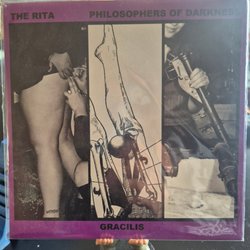 THE RITA
PHILOSOPHERS OF DARKNESS
GRACILIS